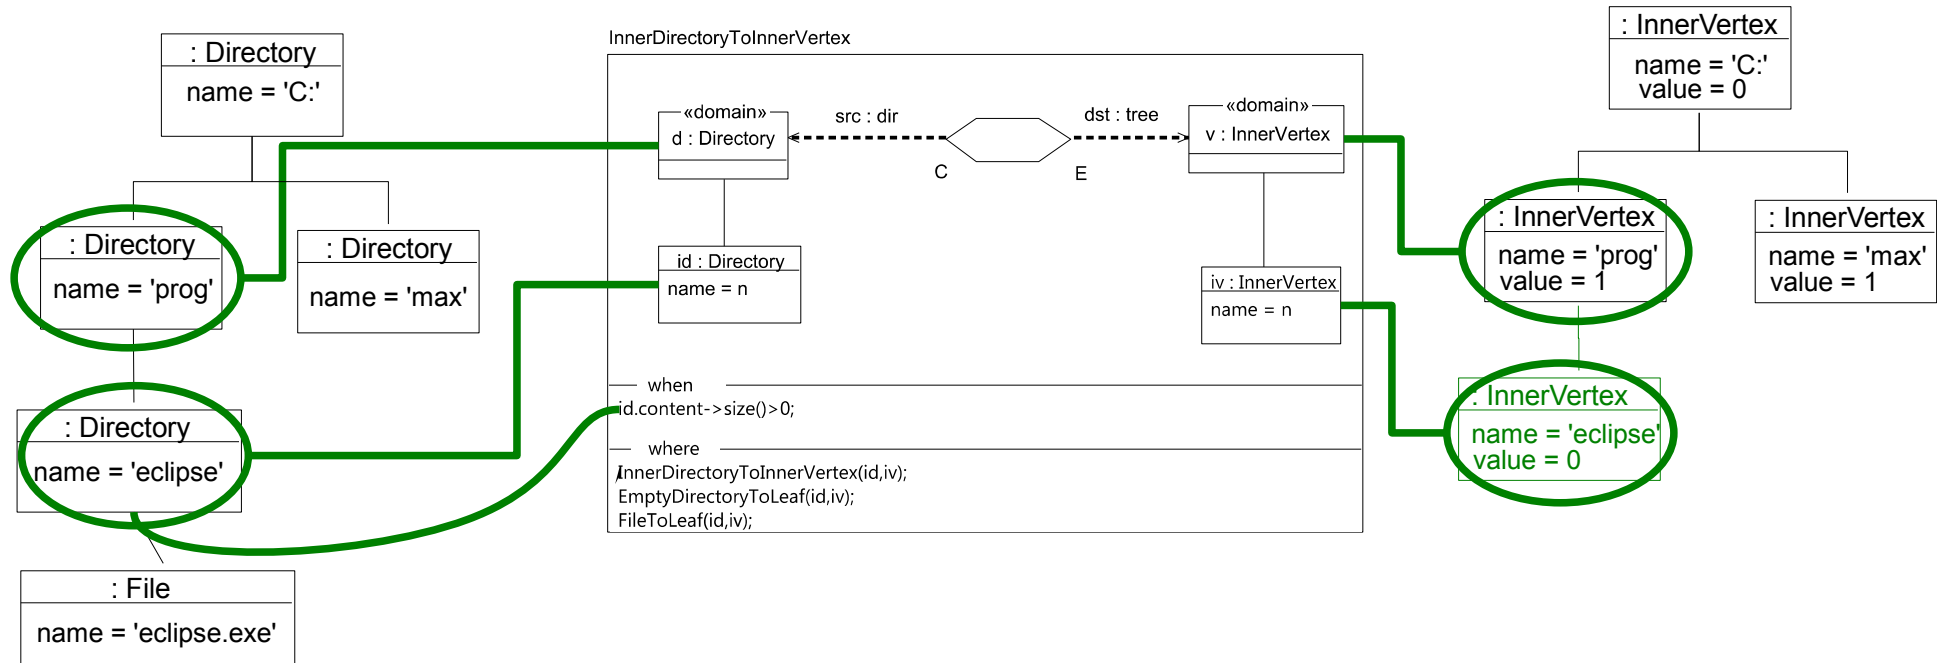 : Directory
name = 'C:'
: Directory
name = 'prog'
: Directory
name = 'max'
: Directory
name = 'eclipse'
: File
name = 'eclipse.exe'
InnerDirectoryToInnerVertex
«domain»
d : Directory
src : dir
C
dst : tree
E
«domain»
v : InnerVertex
id : Directory
name = n
iv : InnerVertex
name = n
when
id.content->size()>0;
where
InnerDirectoryToInnerVertex(id,iv);
EmptyDirectoryToLeaf(id,iv);
FileToLeaf(id,iv);
: InnerVertex
name = 'C:'
value = 0
: InnerVertex
name = 'prog'
value = 1
: InnerVertex
name = 'max'
value = 1
: InnerVertex
name = 'eclipse'
value = 0